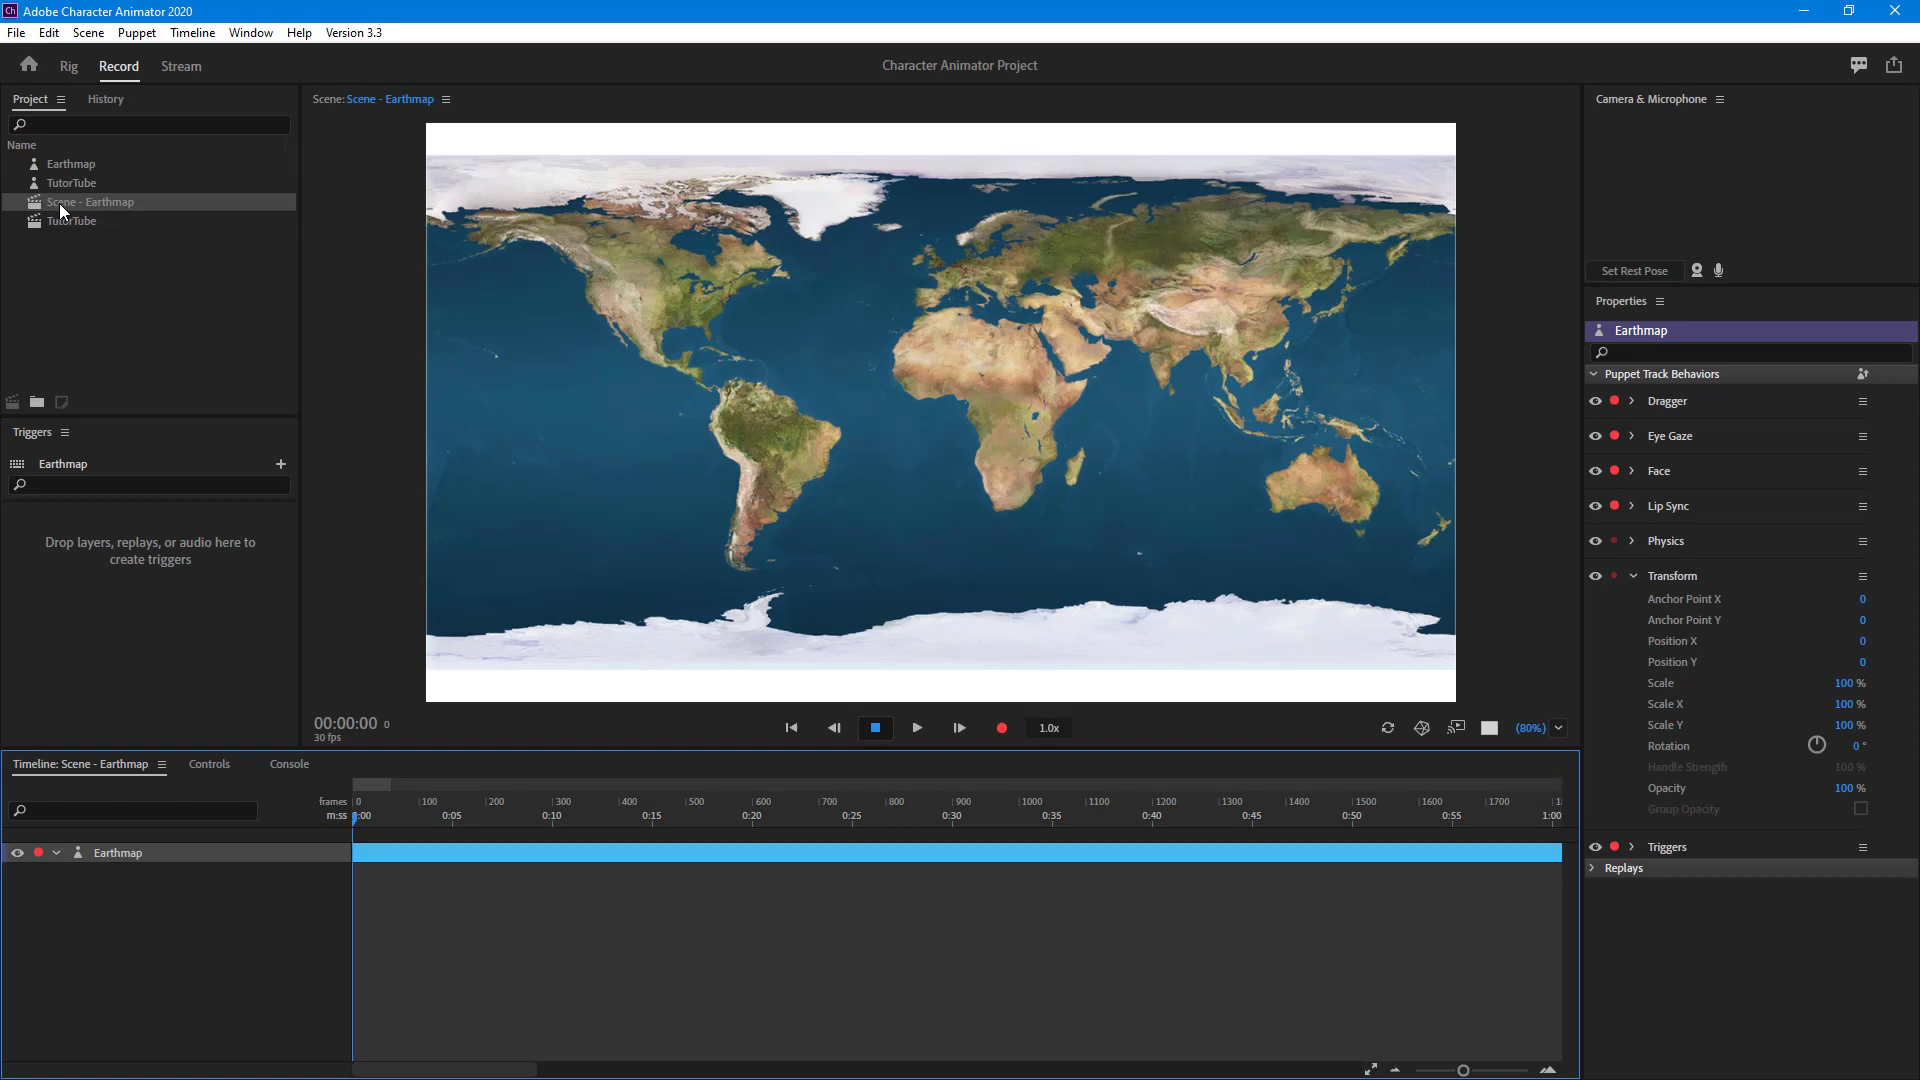 Ch Adobe Character Animator 2020
File Edit Scene Puppet Timeline Window Help Version 3.3
Rig Record Stream
Character Animator Project
Project History
Name
Earthmap
TutorTube
Scene - Earthmap
TutorTube
Triggers
Earthmap
Drop layers, replays, or audio here to
create triggers
Scene: Scene - Earthmap
00:00:00 0
30 fps
1.0x
(80%)
Camera & Microphone
Set Rest Pose
Properties
Earthmap
Puppet Track Behaviors
Dragger
Eye Gaze
Face
Lip Sync
Physics
Transform
Anchor Point X 0
Anchor Point Y 0
Position X 0
Position Y 0
Scale 100 %
Scale X 100 %
Scale Y 100 %
Rotation 0 °
Handle Strength 100 %
Opacity 100 %
Group Opacity
Triggers
Replays
Timeline: Scene - Earthmap Controls Console
frames 0 100 200 300 400 500 600 700 800 900 1000 1100 1200 1300 1400 1500 1600 1700
m:ss 0:00 0:05 0:10 0:15 0:20 0:25 0:30 0:35 0:40 0:45 0:50 0:55 1:00
Earthmap